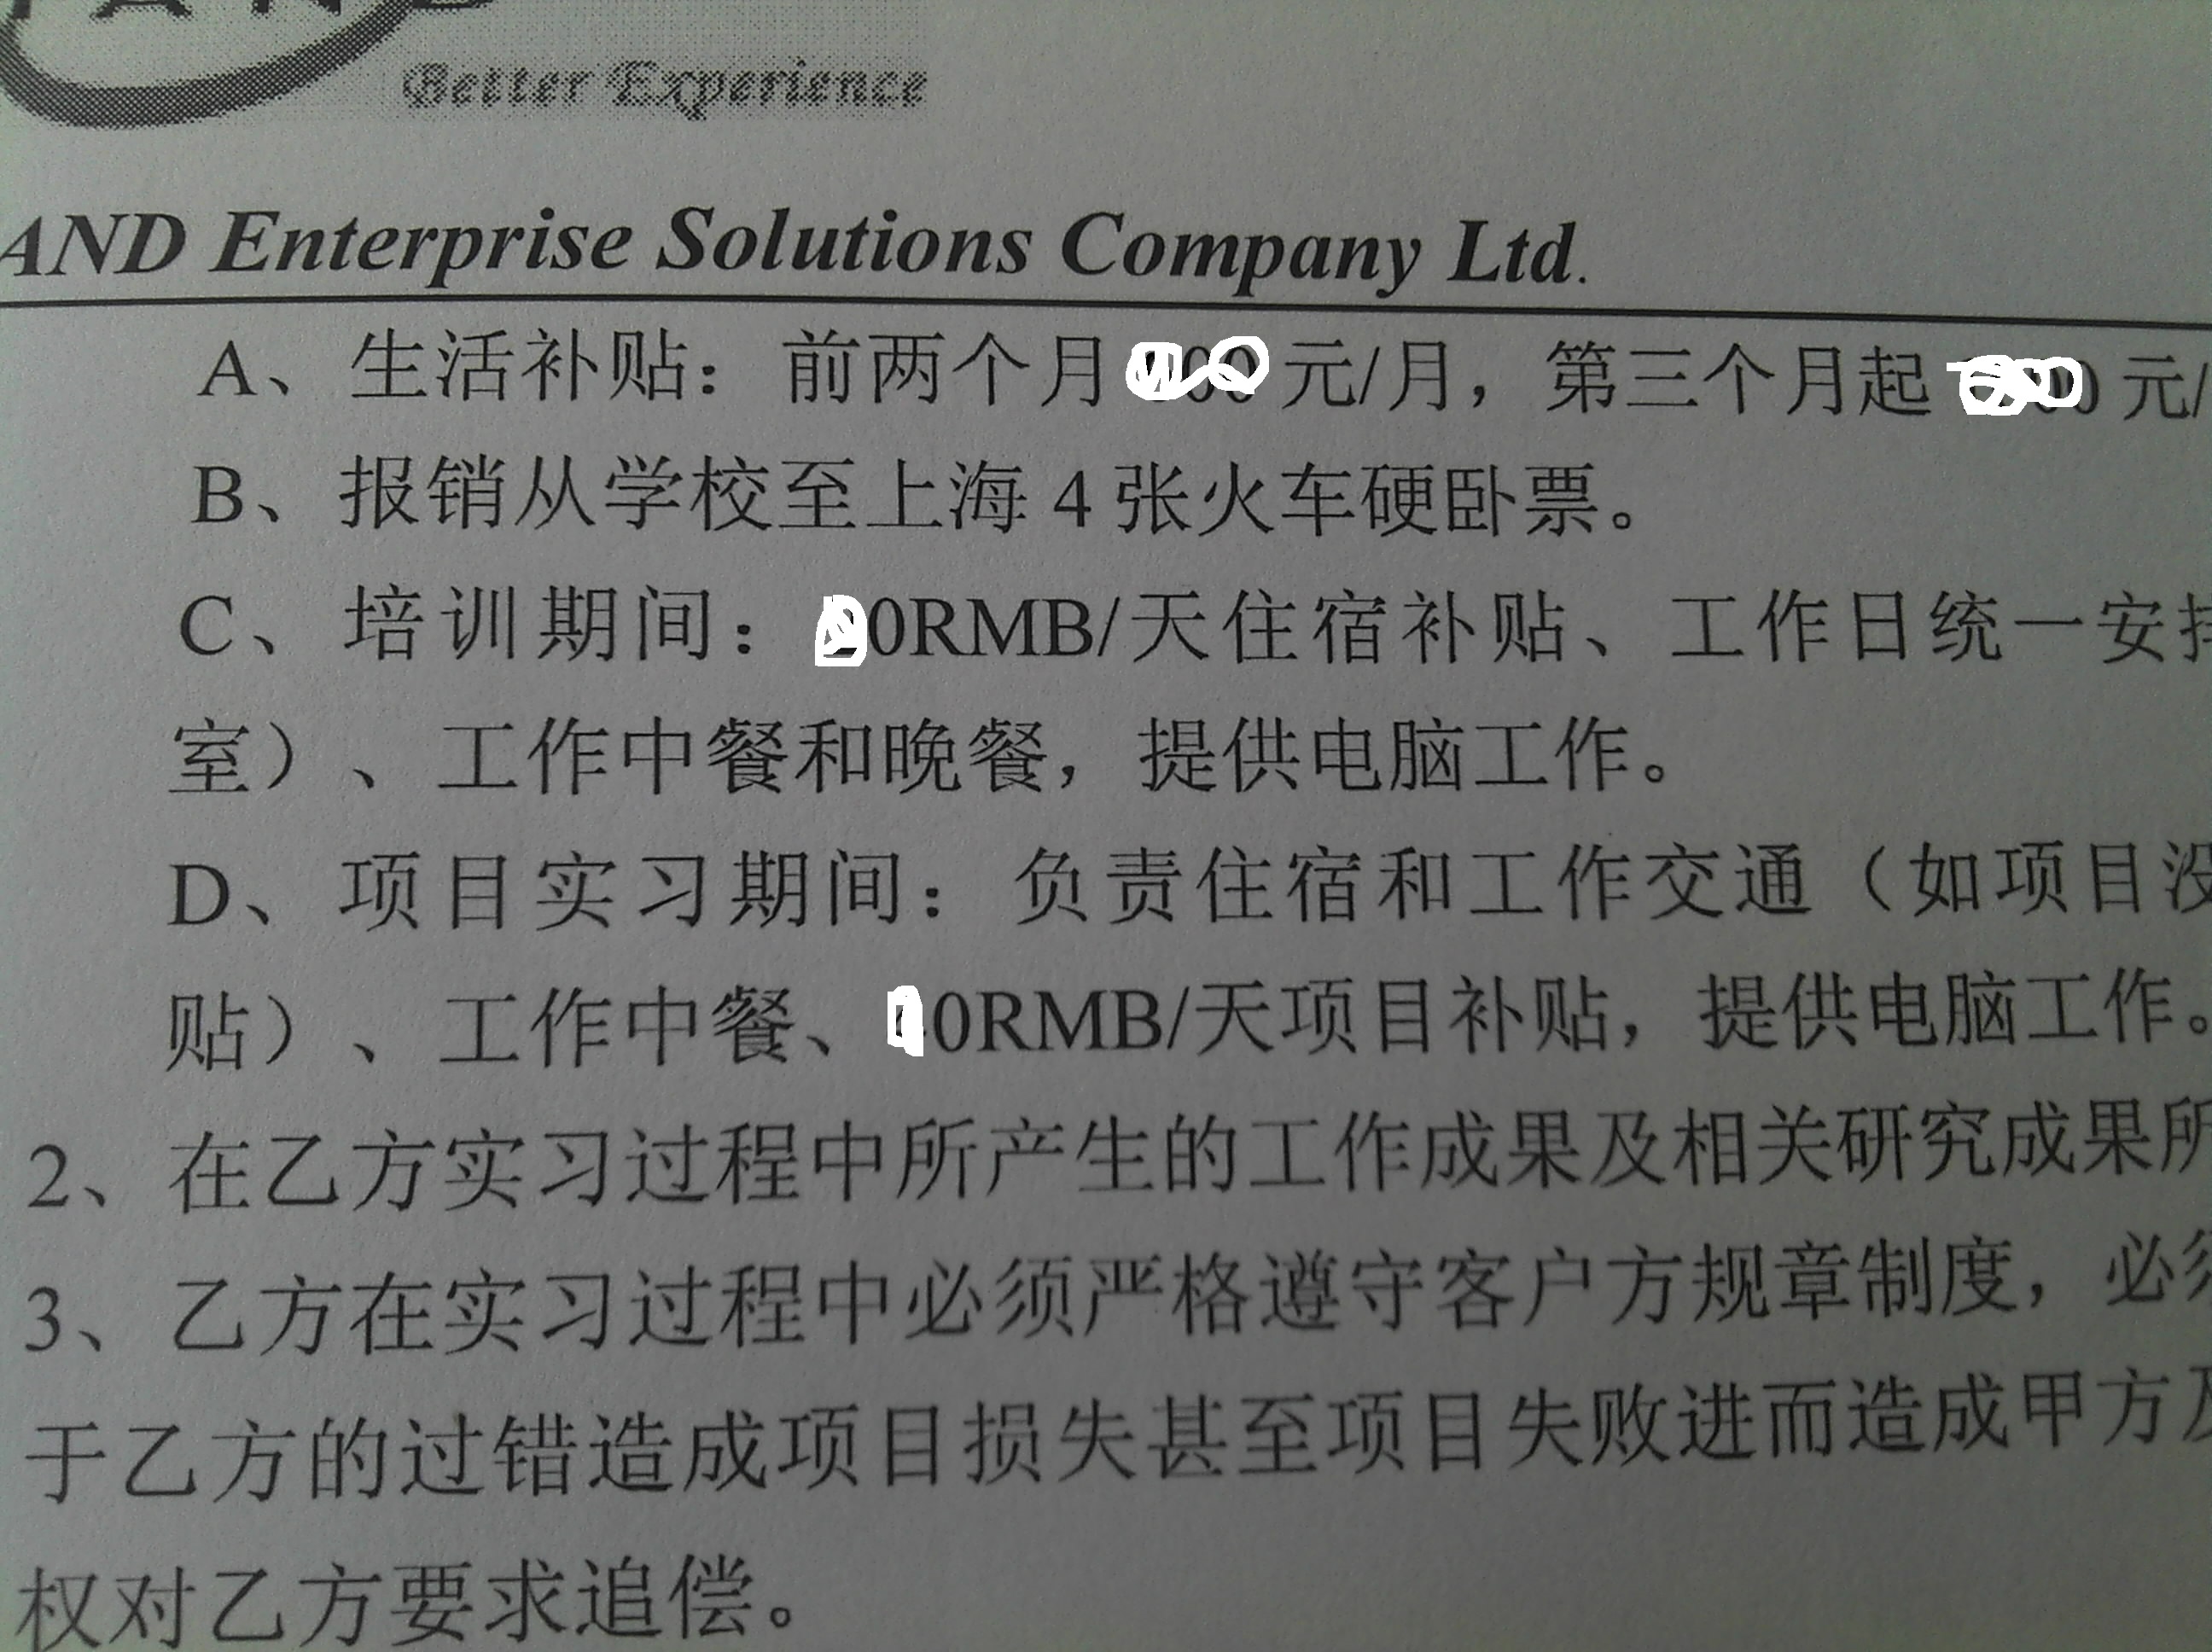 Better Experience
AND Enterprise Solutions Company Ltd.
A、生活补贴：前两个月 元/月，第三个月起 元/
B、报销从学校至上海 4 张火车硬卧票。
C、培训期间：0RMB/天住宿补贴、工作日统一安排
室）、工作中餐和晚餐，提供电脑工作。
D、项目实习期间：负责住宿和工作交通（如项目没
贴）、工作中餐、0RMB/天项目补贴，提供电脑工作。
2、在乙方实习过程中所产生的工作成果及相关研究成果所
3、乙方在实习过程中必须严格遵守客户方规章制度，必须
于乙方的过错造成项目损失甚至项目失败进而造成甲方及
权对乙方要求追偿。